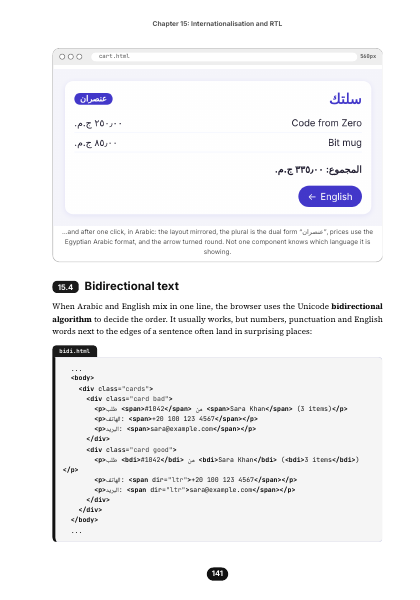 Chapter 15: Internationalisation and RTL
cart.html
560px
سلتك
عنصران
Code from Zero
٢٥٠٫٠٠ ج.م.
Bit mug
٨٥٫٠٠ ج.م.
المجموع: ٣٣٥٫٠٠ ج.م.
← English
...and after one click, in Arabic: the layout mirrored, the plural is the dual form "عنصران", prices use the
Egyptian Arabic format, and the arrow turned round. Not one component knows which language it is
showing.
15.4 Bidirectional text
When Arabic and English mix in one line, the browser uses the Unicode bidirectional
algorithm to decide the order. It usually works, but numbers, punctuation and English
words next to the edges of a sentence often land in surprising places:
bidi.html
...
<body>
<div class="cards">
<div class="card bad">
<p>طلب <span>#1042</span> من <span>Sara Khan</span> (3 items)</p>
<p>الهاتف: <span>+20 100 123 4567</span></p>
<p>البريد: <span>sara@example.com</span></p>
</div>
<div class="card good">
<p>طلب <bdi>#1042</bdi> من <bdi>Sara Khan</bdi> (<bdi>3 items</bdi>)
</p>
<p>الهاتف: <span dir="ltr">+20 100 123 4567</span></p>
<p>البريد: <span dir="ltr">sara@example.com</span></p>
</div>
</div>
</body>
...
141